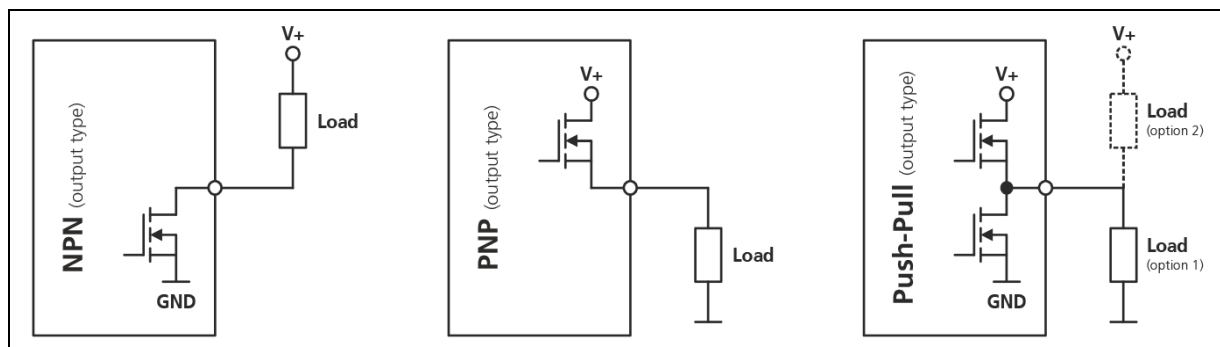 NPN (output type)
V+
Load
GND
PNP (output type)
V+
Load
Push-Pull (output type)
V+
GND
V+
Load
(option 2)
Load
(option 1)